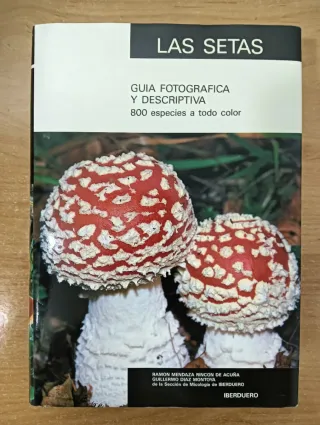 LAS SETAS
GUIA FOTOGRAFICA
Y DESCRIPTIVA
800 especies a todo color
RAMON MENDAZA RINCON DE ACUÑA
GUILLERMO DIAZ MONTOYA
de la Sección de Micología de IBERDUERO
IBERDUERO